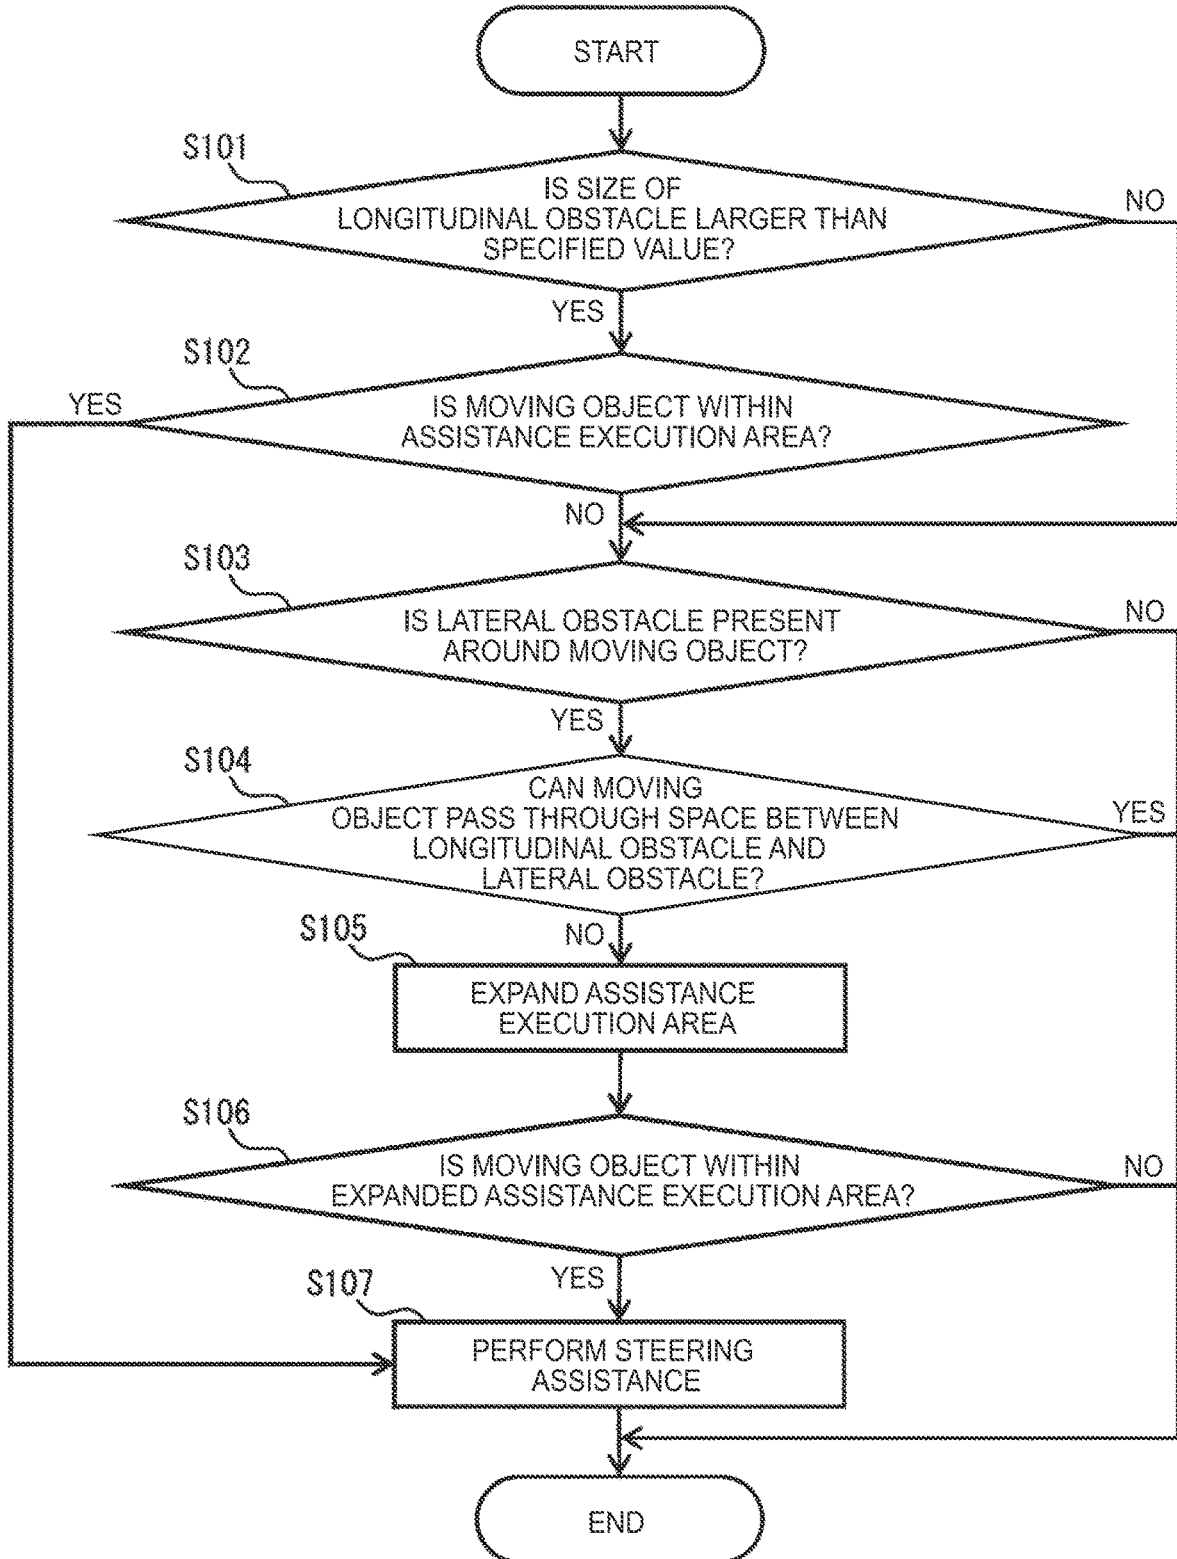 START
S101
IS SIZE OF
LONGITUDINAL OBSTACLE LARGER THAN
SPECIFIED VALUE?
NO
YES
S102
YES
IS MOVING OBJECT WITHIN
ASSISTANCE EXECUTION AREA?
NO
S103
IS LATERAL OBSTACLE PRESENT
AROUND MOVING OBJECT?
NO
YES
S104
CAN MOVING
OBJECT PASS THROUGH SPACE BETWEEN
LONGITUDINAL OBSTACLE AND
LATERAL OBSTACLE?
YES
NO
S105
EXPAND ASSISTANCE
EXECUTION AREA
S106
IS MOVING OBJECT WITHIN
EXPANDED ASSISTANCE EXECUTION AREA?
NO
YES
S107
PERFORM STEERING
ASSISTANCE
END